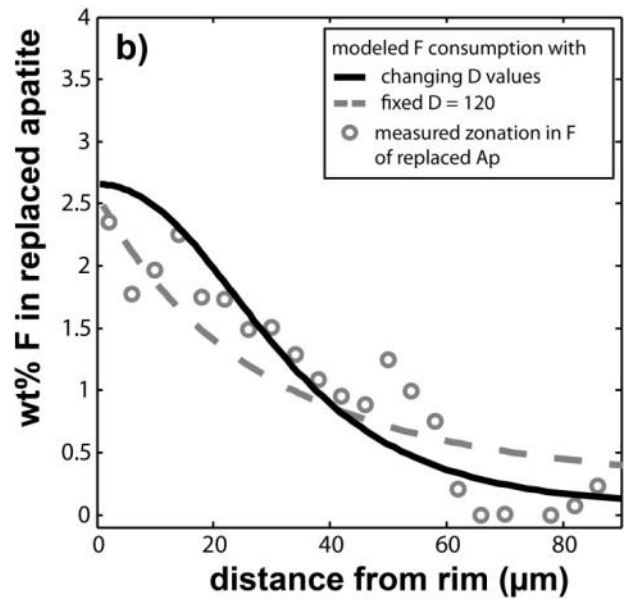 b)
modeled F consumption with
changing D values
fixed D = 120
measured zonation in F
of replaced Ap
wt% F in replaced apatite
4
3.5
3
2.5
2
1.5
1
0.5
0
0 20 40 60 80
distance from rim (μm)